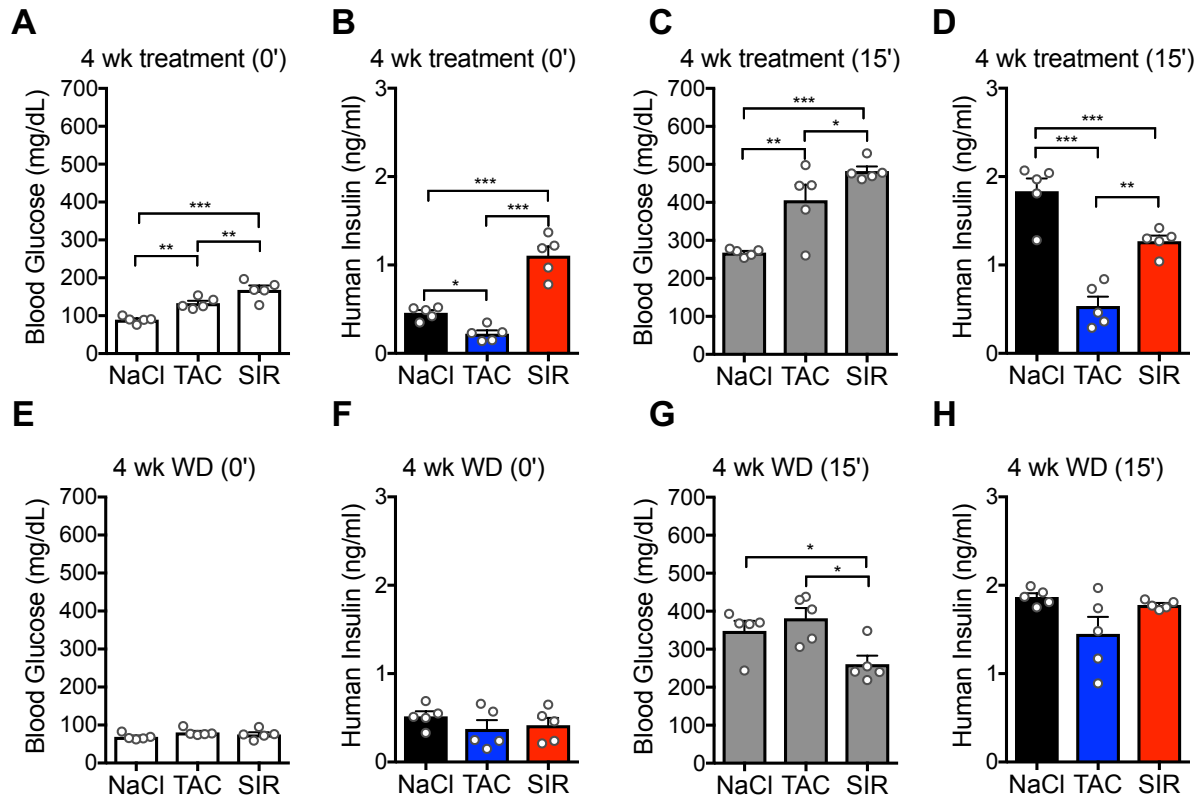 A
4 wk treatment (0')
Blood Glucose (mg/dL)
700
600
500
400
300
200
100
0
***
**
**
NaCl TAC SIR
B
4 wk treatment (0')
Human Insulin (ng/ml)
3
2
1
0
***
***
*
NaCl TAC SIR
C
4 wk treatment (15')
Blood Glucose (mg/dL)
700
600
500
400
300
200
100
0
***
*
**
NaCl TAC SIR
D
4 wk treatment (15')
Human Insulin (ng/ml)
3
2
1
0
***
***
**
NaCl TAC SIR
E
4 wk WD (0')
Blood Glucose (mg/dL)
700
600
500
400
300
200
100
0
NaCl TAC SIR
F
4 wk WD (0')
Human Insulin (ng/ml)
3
2
1
0
NaCl TAC SIR
G
4 wk WD (15')
Blood Glucose (mg/dL)
700
600
500
400
300
200
100
0
*
*
NaCl TAC SIR
H
4 wk WD (15')
Human Insulin (ng/ml)
3
2
1
0
NaCl TAC SIR